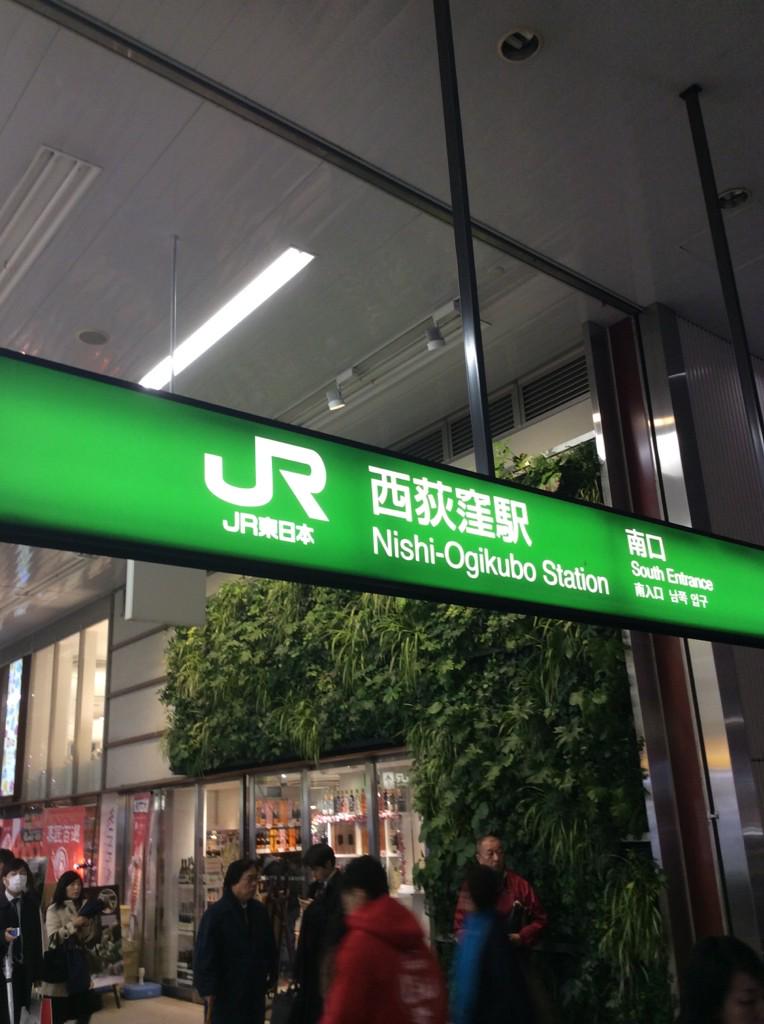 JR
JR東日本
西荻窪駅
Nishi-Ogikubo Station
南口
South Entrance
南入口 남쪽 입구